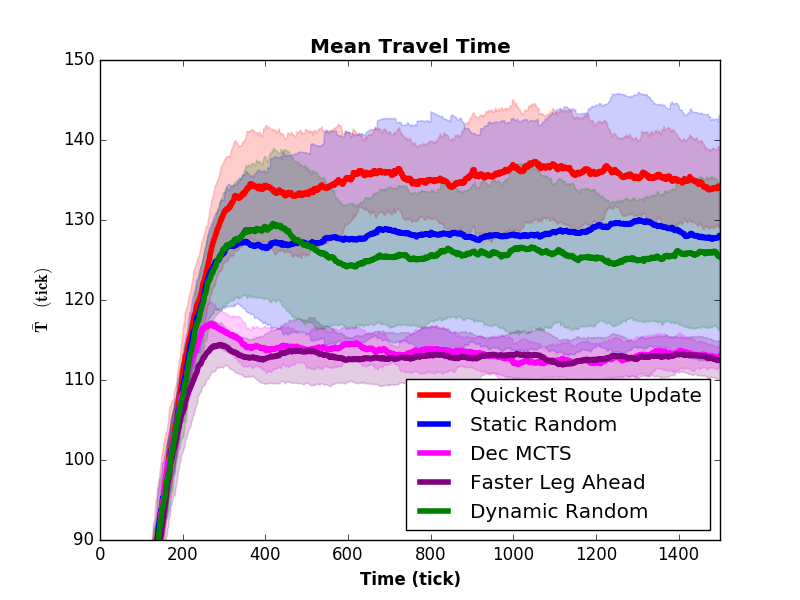 Mean Travel Time
150
140
130
120
110
100
90
T̄ (tick)
0 200 400 600 800 1000 1200 1400
Time (tick)
Quickest Route Update
Static Random
Dec MCTS
Faster Leg Ahead
Dynamic Random